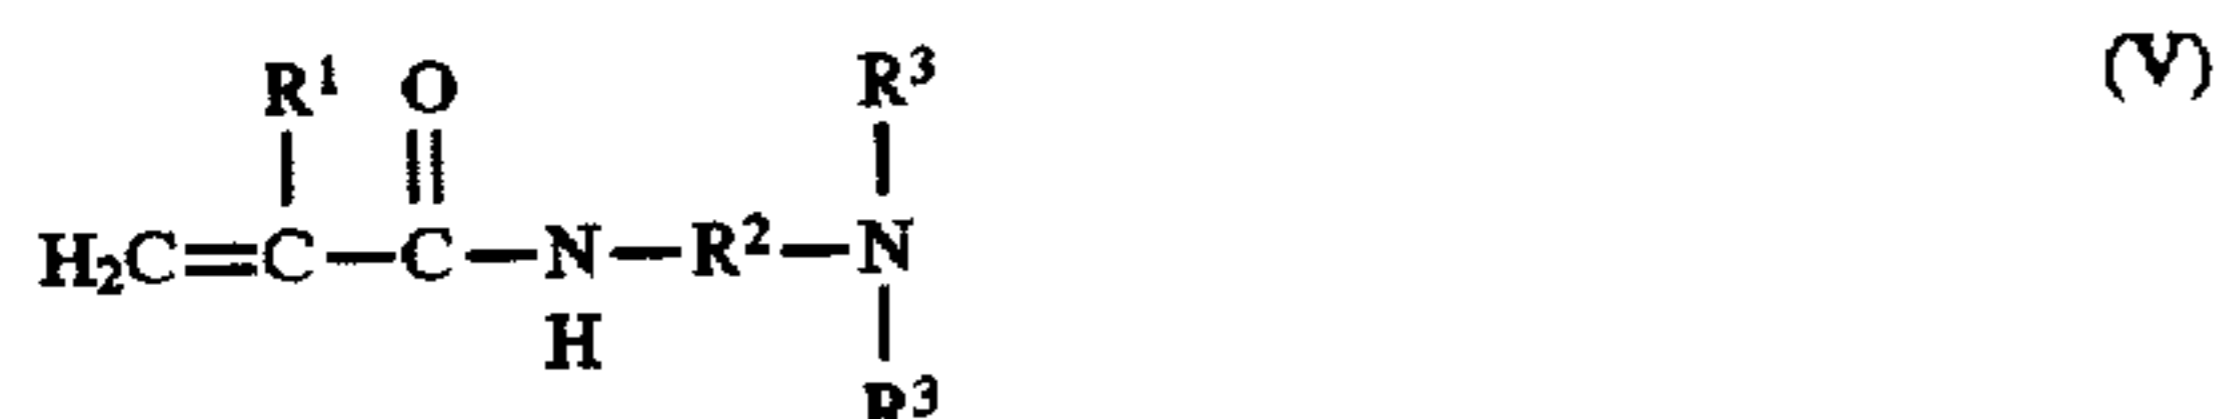 R¹ O R³ (V)
H₂C=C—C—N—R²—N
H
R³